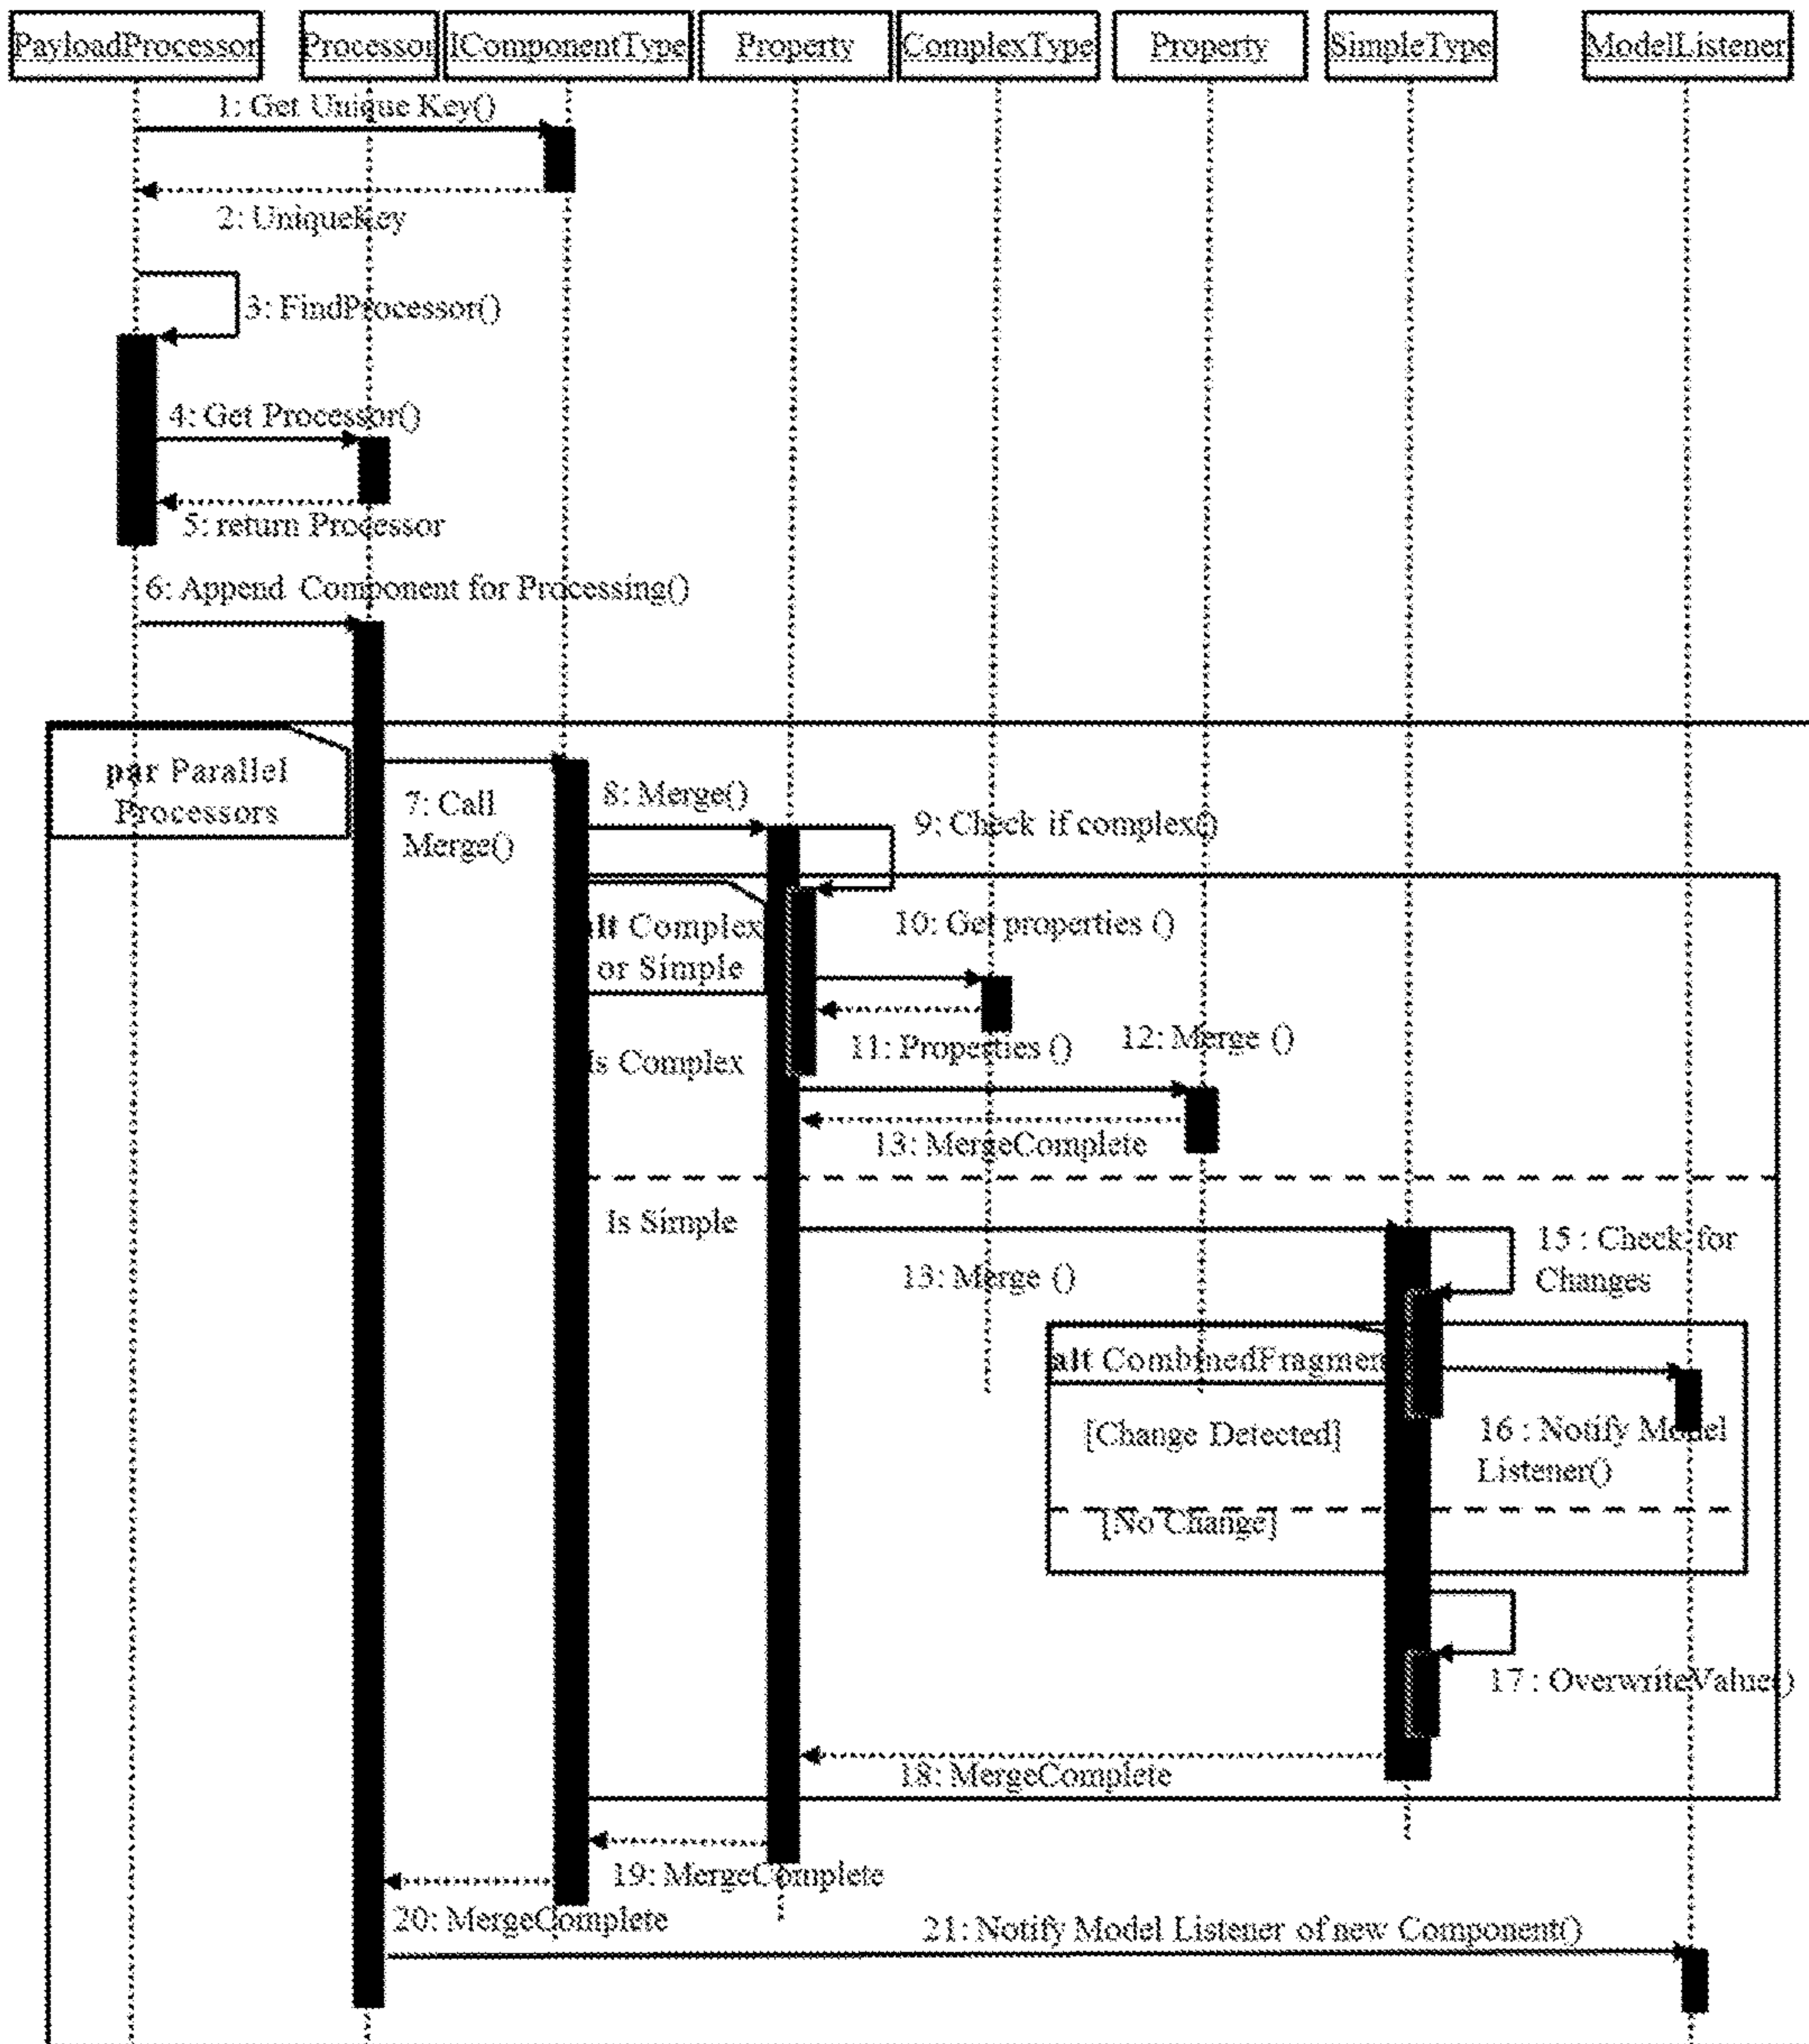 PayloadProcessor
Processor
IComponentType
Property
ComplexType
Property
SimpleType
ModelListener
1: Get Unique Key()
2: UniqueKey
3: FindProcessor()
4: Get Processor()
5: return Processor
6: Append Component for Processing()
par Parallel
Processors
7: Call
Merge()
8: Merge()
9: Check if complex()
alt Complex
or Simple
10: Get properties ()
11: Properties ()
12: Merge ()
Is Complex
13: MergeComplete
Is Simple
13: Merge ()
15 : Check for
Changes
alt CombinedFragmen
[Change Detected]
16 : Notify Model
Listener()
[No Change]
17 : OverwriteValue()
18: MergeComplete
19: MergeComplete
20: MergeComplete
21: Notify Model Listener of new Component()